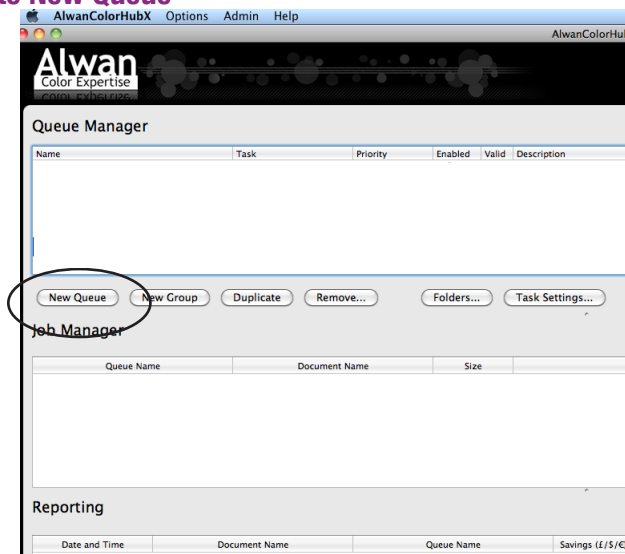 New Queue
AlwanColorHubX Options Admin Help
Alwan
Color Expertise
Queue Manager
Name Task Priority Enabled Valid Description
New Queue New Group Duplicate Remove... Folders... Task Settings...
Job Manager
Queue Name Document Name Size
Reporting
Date and Time Document Name Queue Name Savings (£/$/€